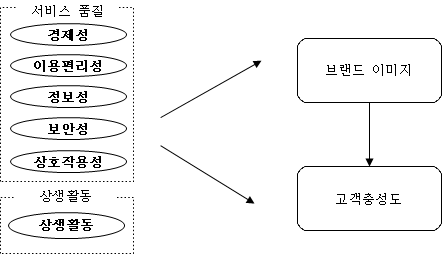 서비스 품질
경제성
이용편리성
정보성
보안성
상호작용성
상생활동
상생활동
브랜드 이미지
고객충성도